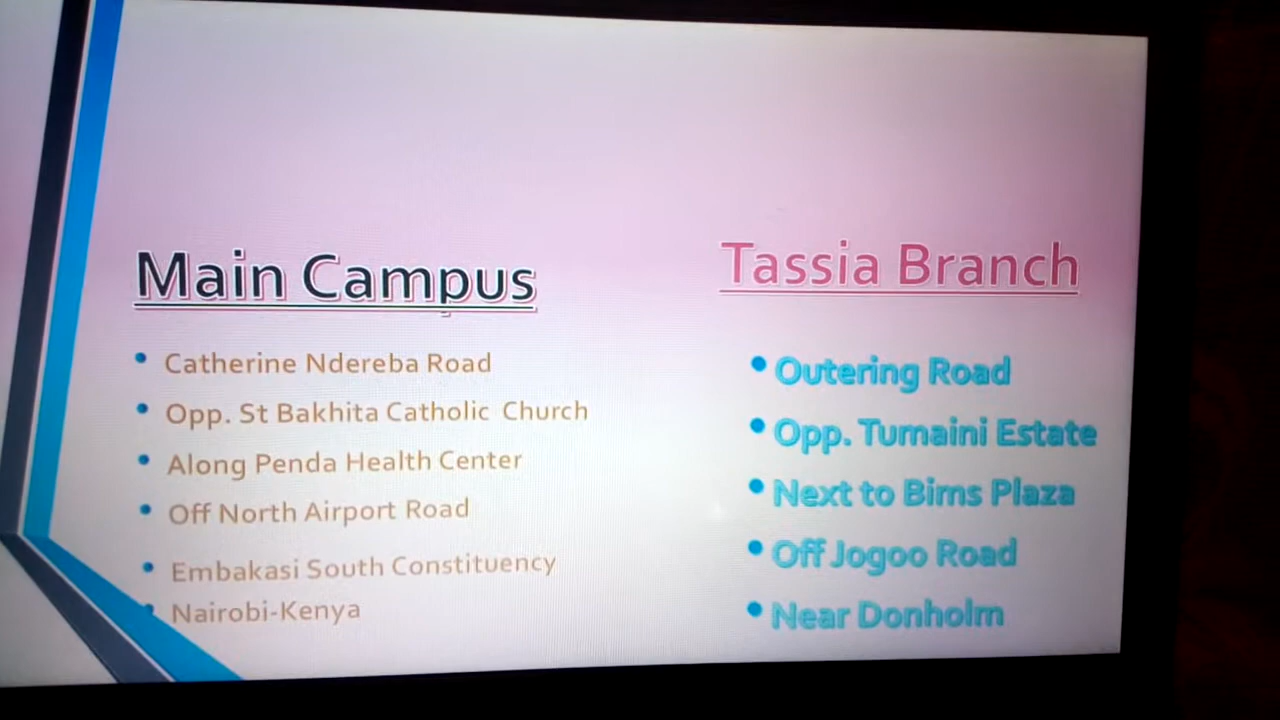 Main Campus
• Catherine Ndereba Road
• Opp. St Bakhita Catholic Church
• Along Penda Health Center
• Off North Airport Road
• Embakasi South Constituency
• Nairobi-Kenya
Tassia Branch
• Outering Road
• Opp. Tumaini Estate
• Next to Bims Plaza
• Off Jogoo Road
• Near Donholm